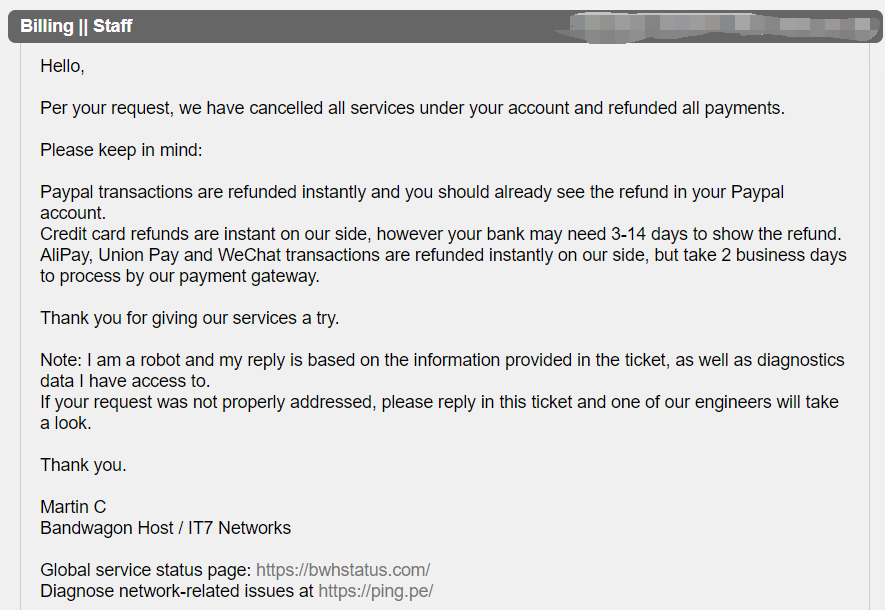 Billing || Staff
Hello,
Per your request, we have cancelled all services under your account and refunded all payments.
Please keep in mind:
Paypal transactions are refunded instantly and you should already see the refund in your Paypal
account.
Credit card refunds are instant on our side, however your bank may need 3-14 days to show the refund.
AliPay, Union Pay and WeChat transactions are refunded instantly on our side, but take 2 business days
to process by our payment gateway.
Thank you for giving our services a try.
Note: I am a robot and my reply is based on the information provided in the ticket, as well as diagnostics
data I have access to.
If your request was not properly addressed, please reply in this ticket and one of our engineers will take
a look.
Thank you.
Martin C
Bandwagon Host / IT7 Networks
Global service status page: https://bwhstatus.com/
Diagnose network-related issues at https://ping.pe/